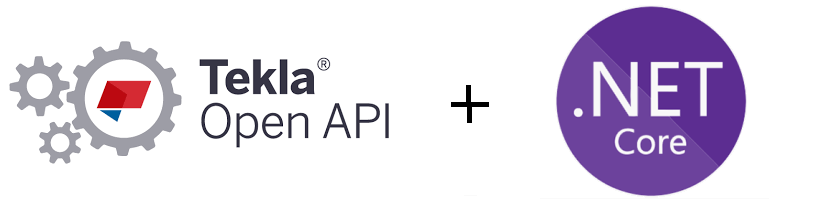 Tekla®
Open API
+
.NET
Core